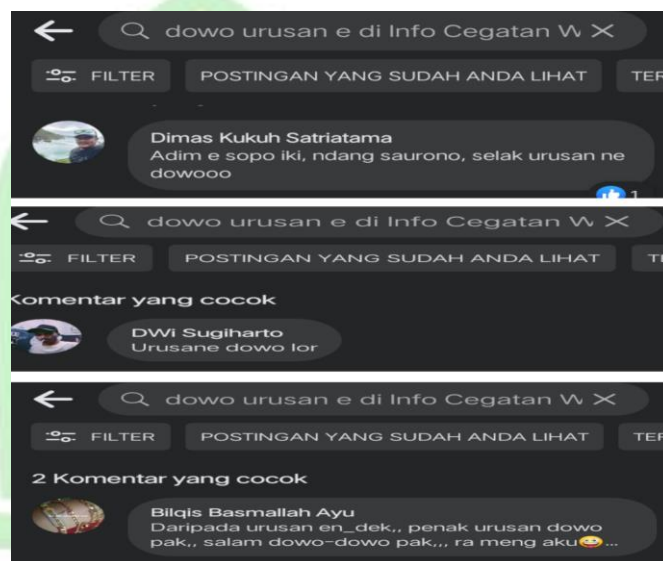 dowo urusan e di Info Cegatan W
FILTER POSTINGAN YANG SUDAH ANDA LIHAT TER
Dimas Kukuh Satriatama
Adim e sopo iki, ndang saurono, selak urusan ne
dowooo
1
dowo urusan e di Info Cegatan W
FILTER POSTINGAN YANG SUDAH ANDA LIHAT T
Komentar yang cocok
DWi Sugiharto
Urusane dowo lor
dowo urusan e di Info Cegatan W
FILTER POSTINGAN YANG SUDAH ANDA LIHAT TER
2 Komentar yang cocok
Bilqis Basmallah Ayu
Daripada urusan en_dek,, penak urusan dowo
pak,, salam dowo-dowo pak,,, ra meng aku😀...